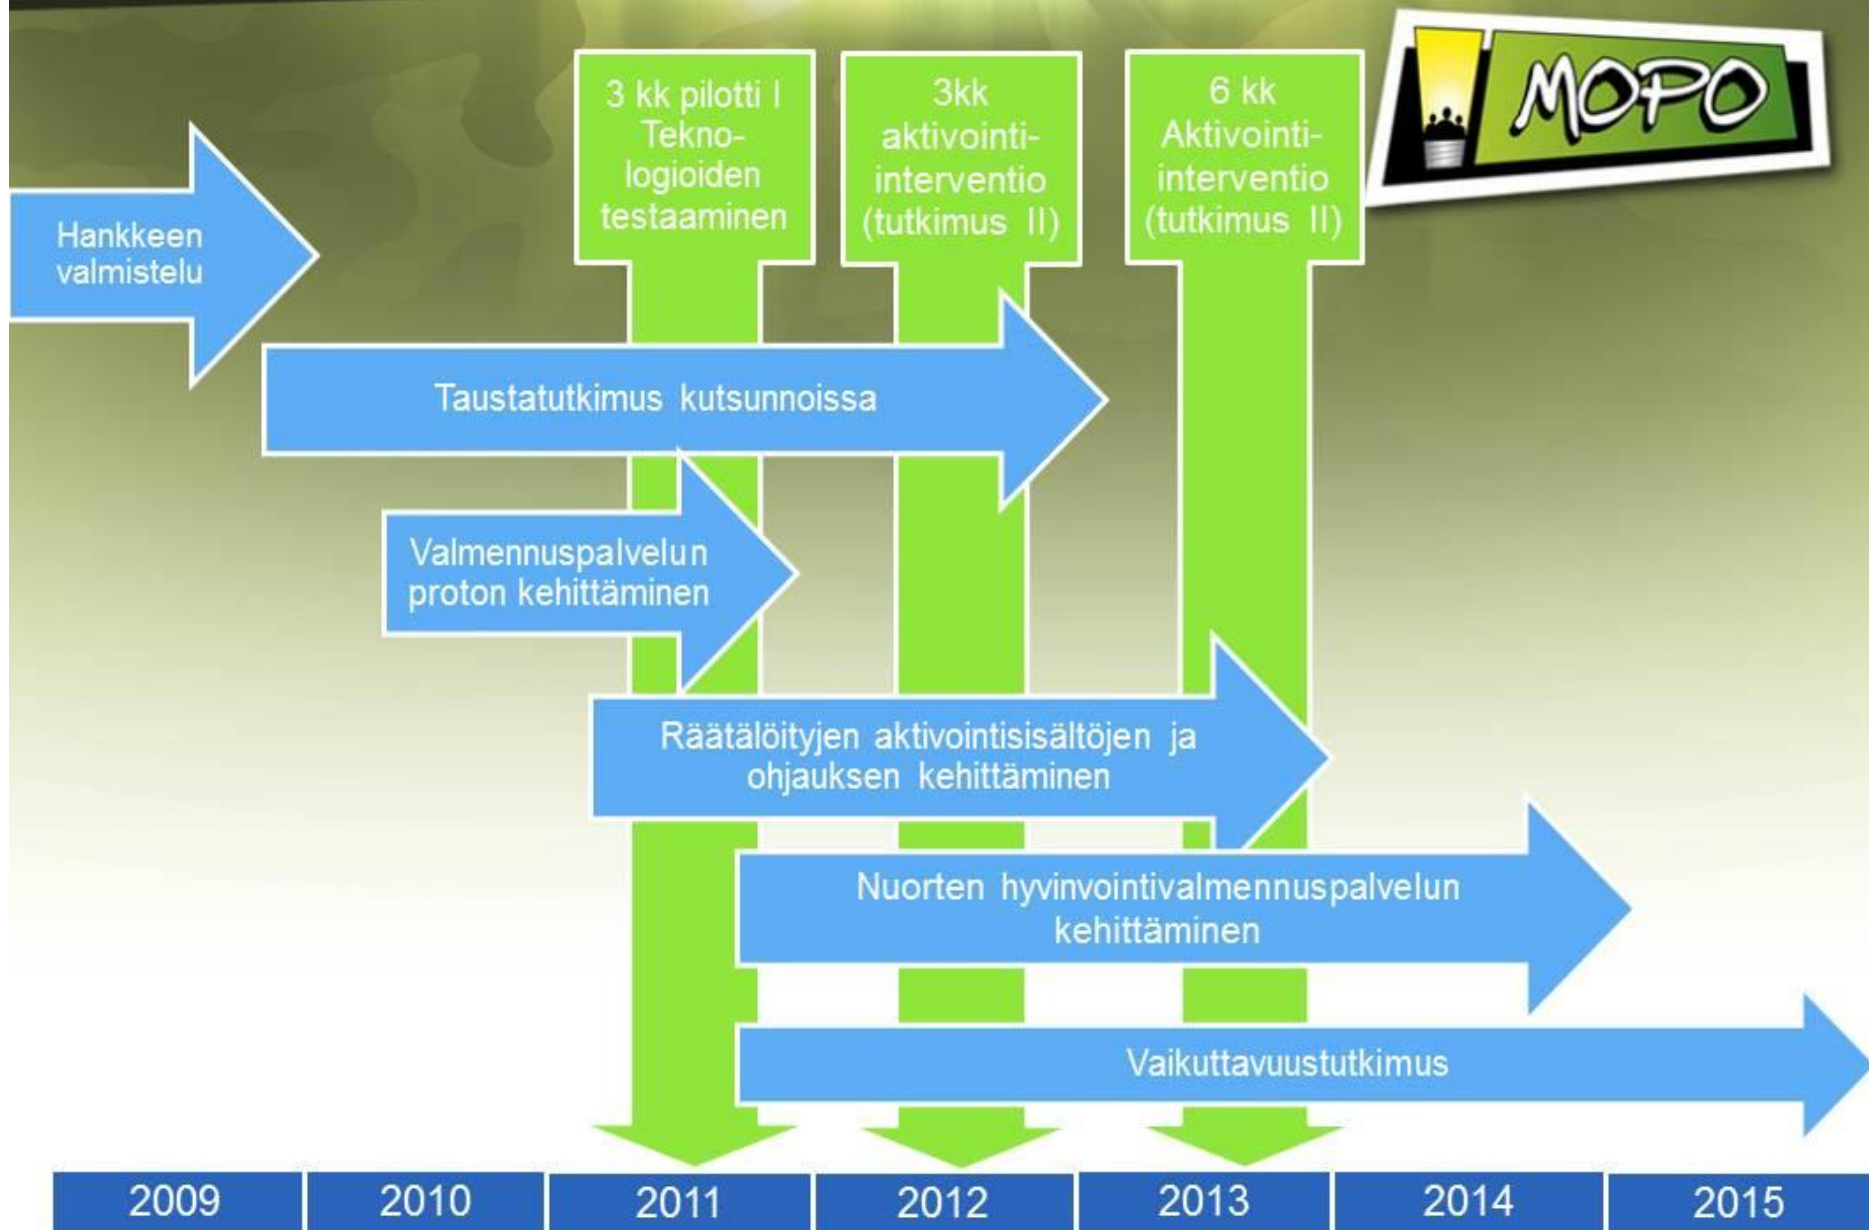 3 kk pilotti I
Tekno-
logioiden
testaaminen
3kk
aktivointi-
interventio
(tutkimus II)
6 kk
Aktivointi-
interventio
(tutkimus II)
MOPO
Hankkeen
valmistelu
Taustatutkimus kutsunnoissa
Valmennuspalvelun
proton kehittäminen
Räätälöityjen aktivointisisältöjen ja
ohjauksen kehittäminen
Nuorten hyvinvointivalmennuspalvelun
kehittäminen
Vaikuttavuustutkimus
2009 2010 2011 2012 2013 2014 2015